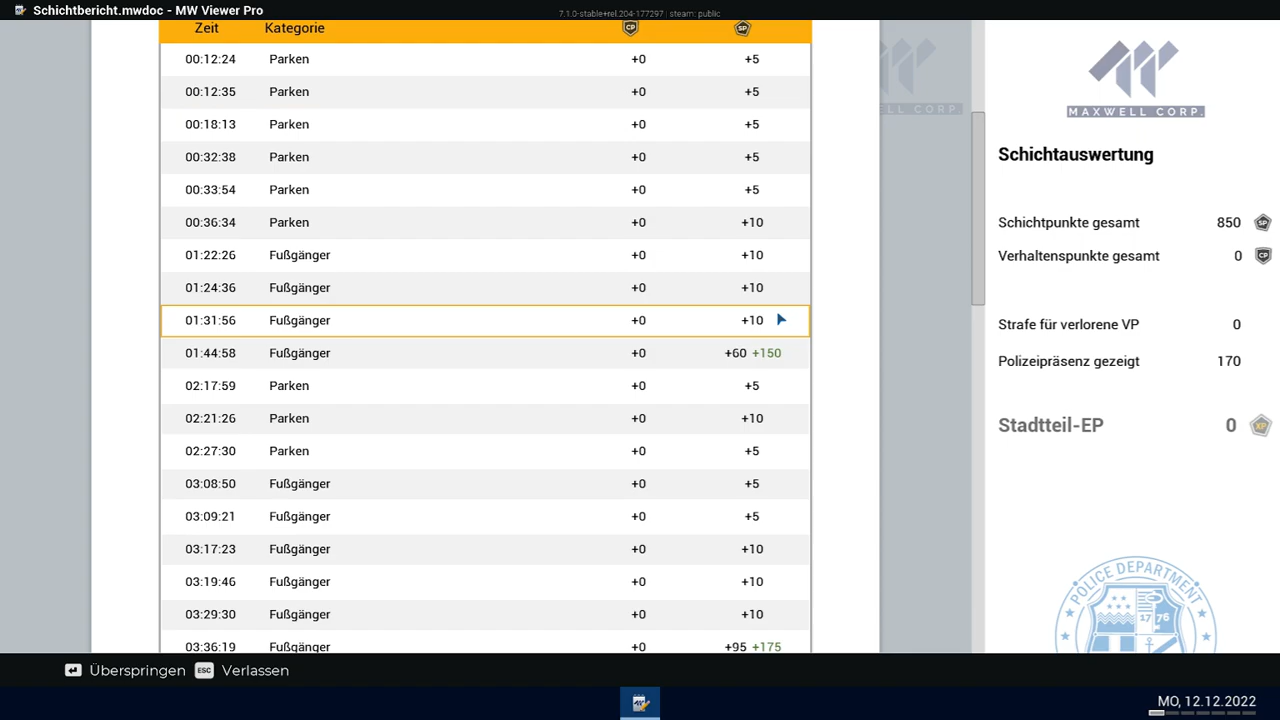 Schichtbericht.mwdoc – MW Viewer Pro
7.1.0-stable+rel.204-177297 | steam: public
Zeit Kategorie CP SP
00:12:24 Parken +0 +5
00:12:35 Parken +0 +5
00:18:13 Parken +0 +5
00:32:38 Parken +0 +5
00:33:54 Parken +0 +5
00:36:34 Parken +0 +10
01:22:26 Fußgänger +0 +10
01:24:36 Fußgänger +0 +10
01:31:56 Fußgänger +0 +10
01:44:58 Fußgänger +0 +60 +150
02:17:59 Parken +0 +5
02:21:26 Parken +0 +10
02:27:30 Parken +0 +5
03:08:50 Fußgänger +0 +5
03:09:21 Fußgänger +0 +5
03:17:23 Fußgänger +0 +10
03:19:46 Fußgänger +0 +10
03:29:30 Fußgänger +0 +10
03:36:19 Fußgänger +0 +95 +175
ELL CORP.
MAXWELL CORP.
Schichtauswertung
Schichtpunkte gesamt 850 SP
Verhaltenspunkte gesamt 0 CP
Strafe für verlorene VP 0
Polizeipräsenz gezeigt 170
Stadtteil-EP 0 XP
POLICE DEPARTMENT
1776
Überspringen ESC Verlassen
MO, 12.12.2022